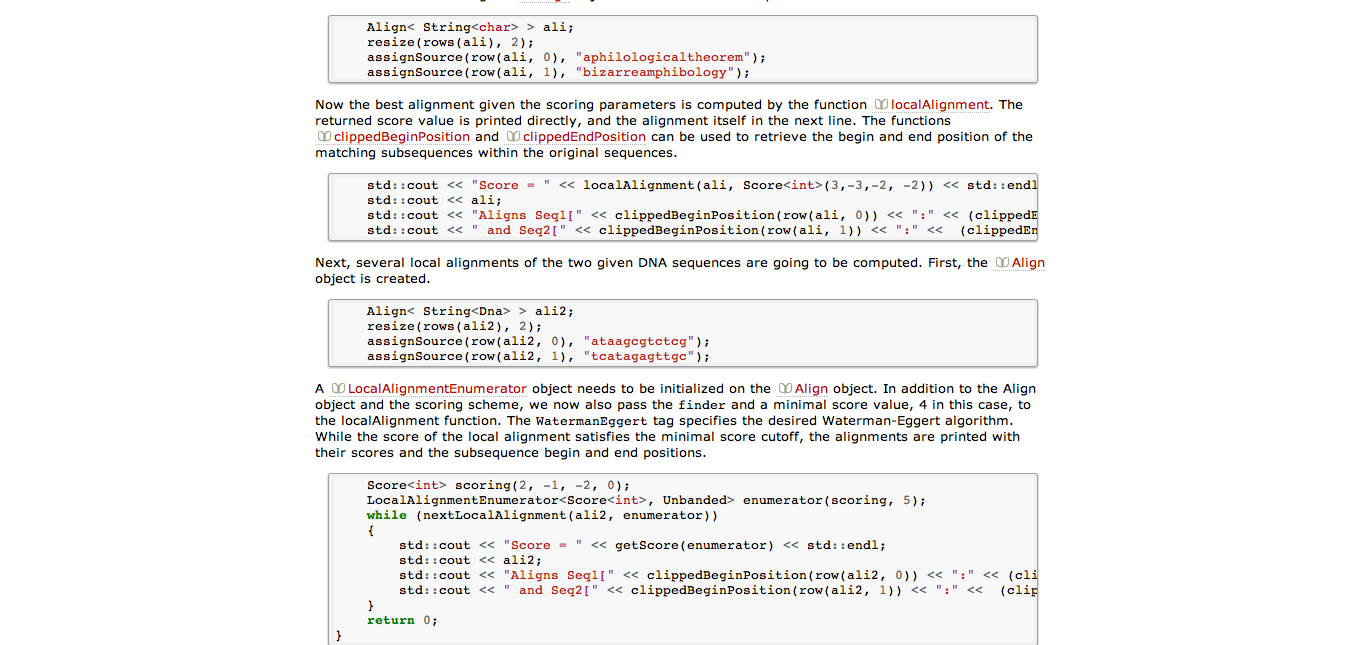 Align< String<char> > ali;
resize(rows(ali), 2);
assignSource(row(ali, 0), "aphilologicaltheorem");
assignSource(row(ali, 1), "bizarreamphibology");
Now the best alignment given the scoring parameters is computed by the function localAlignment. The
returned score value is printed directly, and the alignment itself in the next line. The functions
clippedBeginPosition and clippedEndPosition can be used to retrieve the begin and end position of the
matching subsequences within the original sequences.
std::cout << "Score = " << localAlignment(ali, Score<int>(3,-3,-2, -2)) << std::endl
std::cout << ali;
std::cout << "Aligns Seq1[" << clippedBeginPosition(row(ali, 0)) << ":" << (clippedE
std::cout << " and Seq2[" << clippedBeginPosition(row(ali, 1)) << ":" <<  (clippedEn
Next, several local alignments of the two given DNA sequences are going to be computed. First, the Align
object is created.
Align< String<Dna> > ali2;
resize(rows(ali2), 2);
assignSource(row(ali2, 0), "ataagcgtctcg");
assignSource(row(ali2, 1), "tcatagagttgc");
A LocalAlignmentEnumerator object needs to be initialized on the Align object. In addition to the Align
object and the scoring scheme, we now also pass the finder and a minimal score value, 4 in this case, to
the localAlignment function. The WatermanEggert tag specifies the desired Waterman-Eggert algorithm.
While the score of the local alignment satisfies the minimal score cutoff, the alignments are printed with
their scores and the subsequence begin and end positions.
Score<int> scoring(2, -1, -2, 0);
LocalAlignmentEnumerator<Score<int>, Unbanded> enumerator(scoring, 5);
while (nextLocalAlignment(ali2, enumerator))
{
std::cout << "Score = " << getScore(enumerator) << std::endl;
std::cout << ali2;
std::cout << "Aligns Seq1[" << clippedBeginPosition(row(ali2, 0)) << ":" << (cli
std::cout << " and Seq2[" << clippedBeginPosition(row(ali2, 1)) << ":" <<  (clip
}
return 0;
}